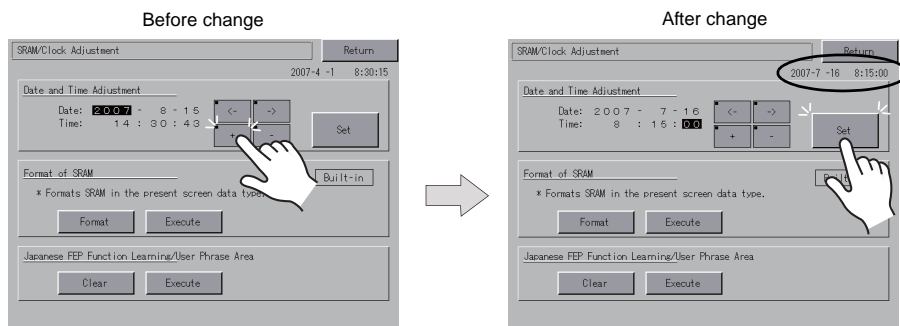 Before change
SRAM/Clock Adjustment Return
2007-4 -1 8:30:15
Date and Time Adjustment
Date: 2007 - 8 - 15 <- ->
Time: 14 : 30 : 43 + - Set
Format of SRAM Built-in
* Formats SRAM in the present screen data type.
Format Execute
Japanese FEP Function Learning/User Phrase Area
Clear Execute
After change
SRAM/Clock Adjustment Return
2007-7 -16 8:15:00
Date and Time Adjustment
Date: 2007 - 7 - 16 <- ->
Time: 8 : 15 : 00 + - Set
Format of SRAM
* Formats SRAM in the present screen data type.
Format Execute
Japanese FEP Function Learning/User Phrase Area
Clear Execute